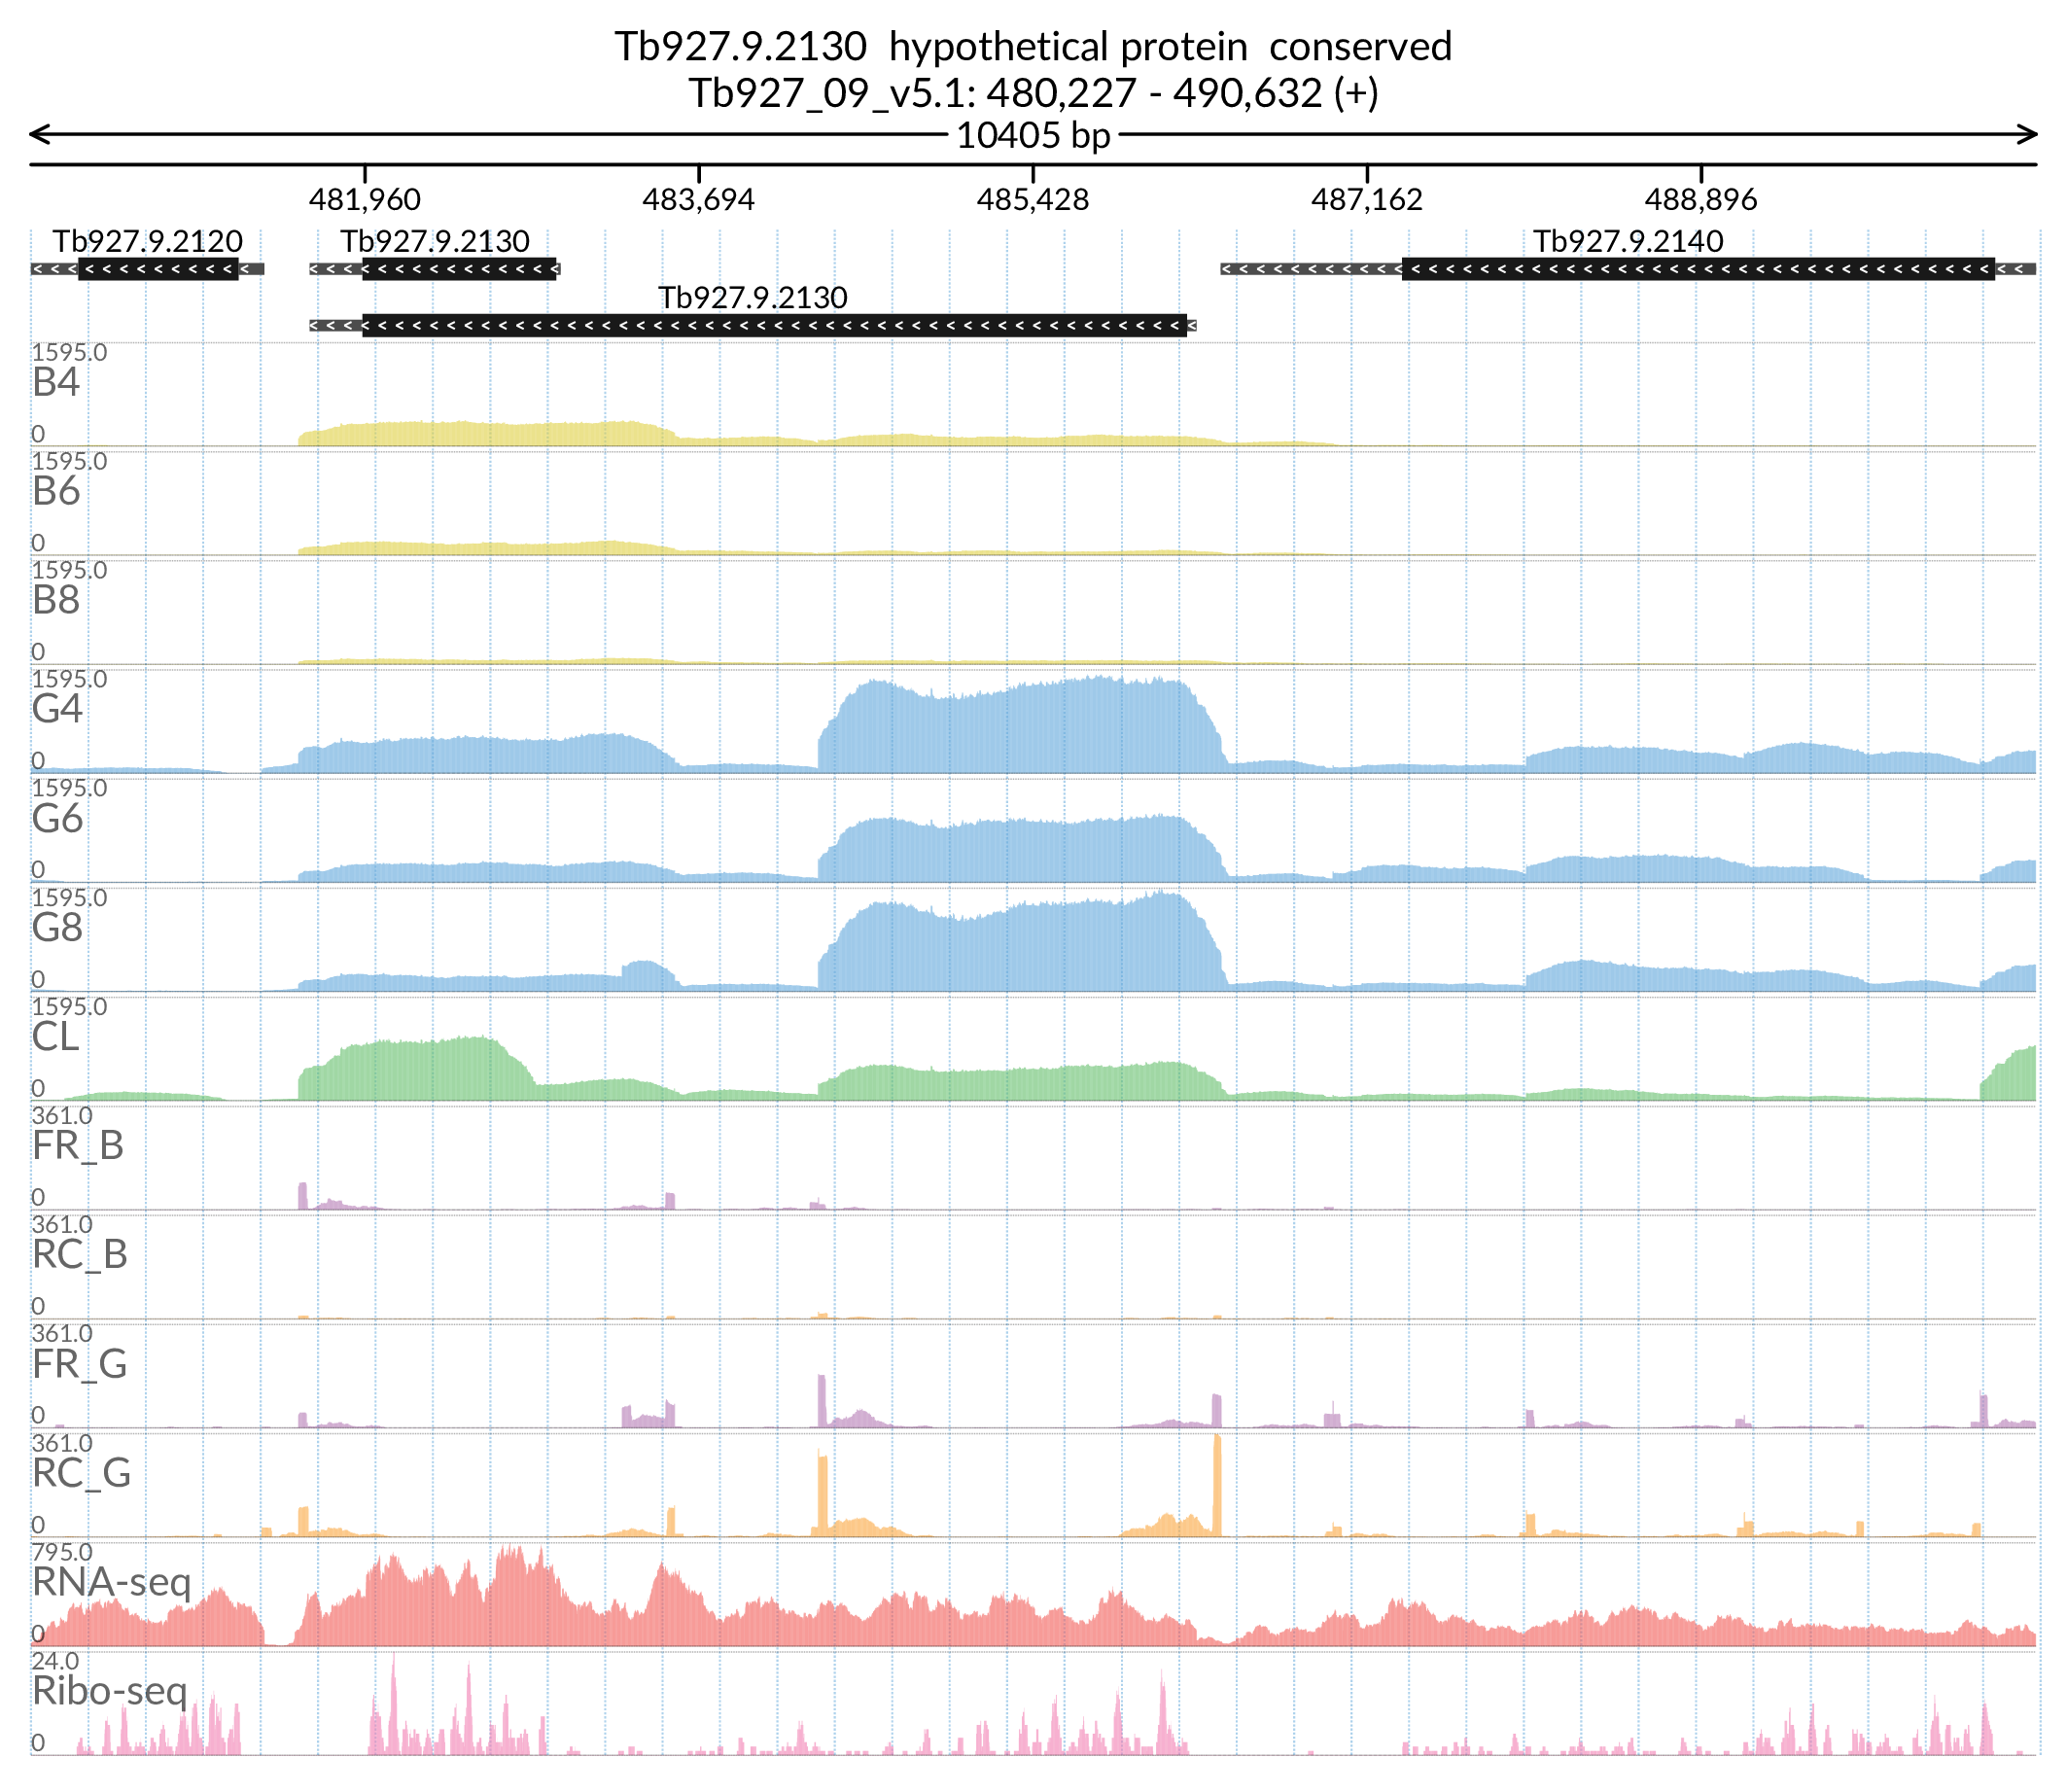 Tb927.9.2130  hypothetical protein  conserved
Tb927_09_v5.1: 480,227 - 490,632 (+)
10405 bp
481,960 483,694 485,428 487,162 488,896
Tb927.9.2120 Tb927.9.2130 Tb927.9.2140
Tb927.9.2130
1595.0
B4
0
1595.0
B6
0
1595.0
B8
0
1595.0
G4
0
1595.0
G6
0
1595.0
G8
0
1595.0
CL
0
361.0
FR_B
0
361.0
RC_B
0
361.0
FR_G
0
361.0
RC_G
0
795.0
RNA-seq
0
24.0
Ribo-seq
0